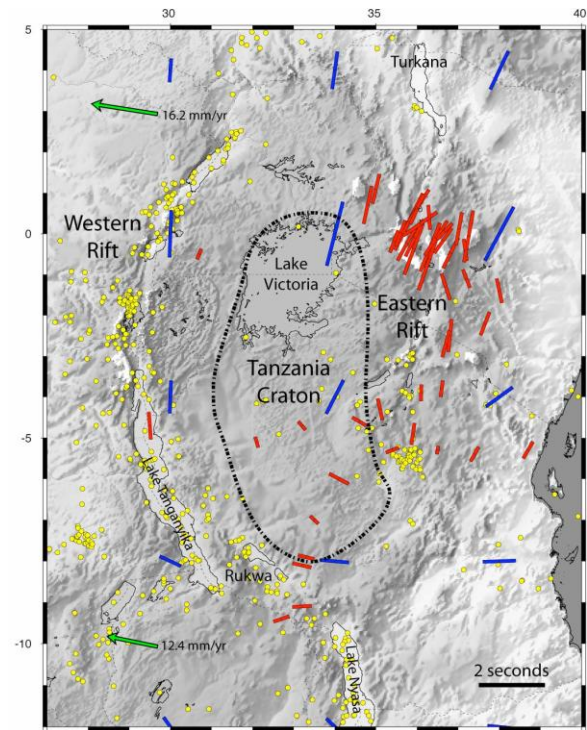 30
35
40
5
Turkana
16.2 mm/yr
Western
Rift
0
Lake
Victoria
Eastern
Rift
Tanzania
Craton
-5
Lake Tanganyika
Rukwa
-10
12.4 mm/yr
Lake Nyasa
2 seconds